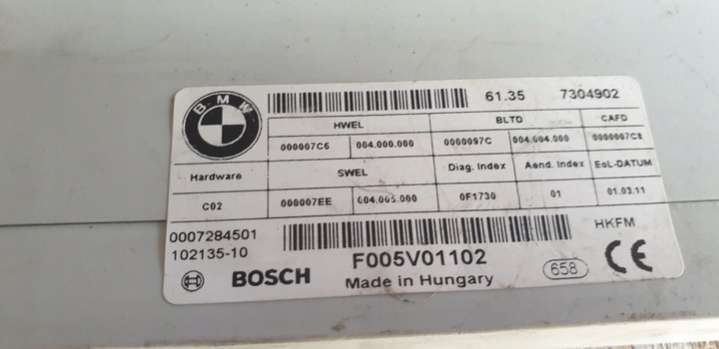 BMW
61.35 7304902
HWEL BLTD CAFD
000007C6 004.000.000 0000097C 004.004.000 000007C8
Hardware SWEL Diag. Index Aend. Index EoL-DATUM
C02 000007EE 004.005.000 0F1730 01 01.03.11
0007284501 HKFM
102135-10
BOSCH F005V01102 658 CE
Made in Hungary